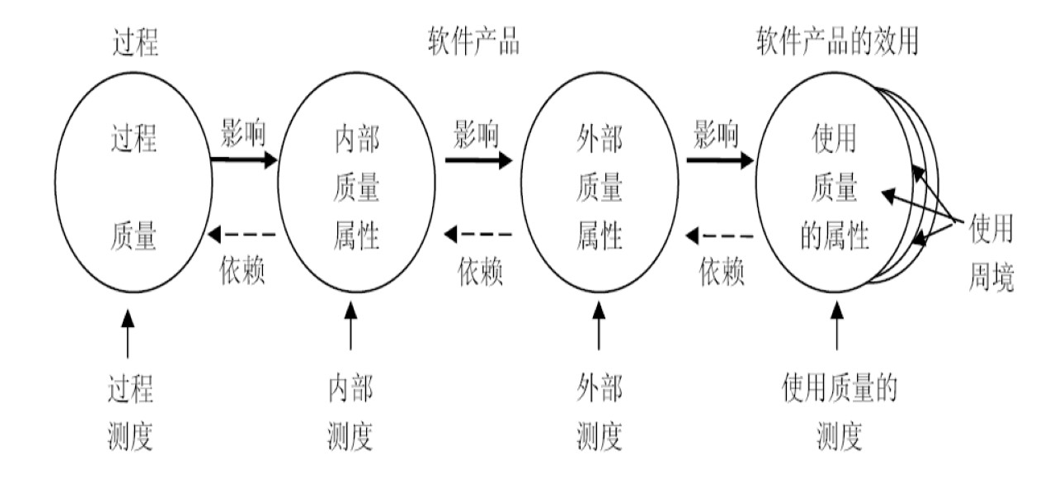 过程
软件产品
软件产品的效用
过程
质量
影响
依赖
内部
质量
属性
影响
依赖
外部
质量
属性
影响
依赖
使用
质量
的属性
使用
周境
过程
测度
内部
测度
外部
测度
使用质量的
测度